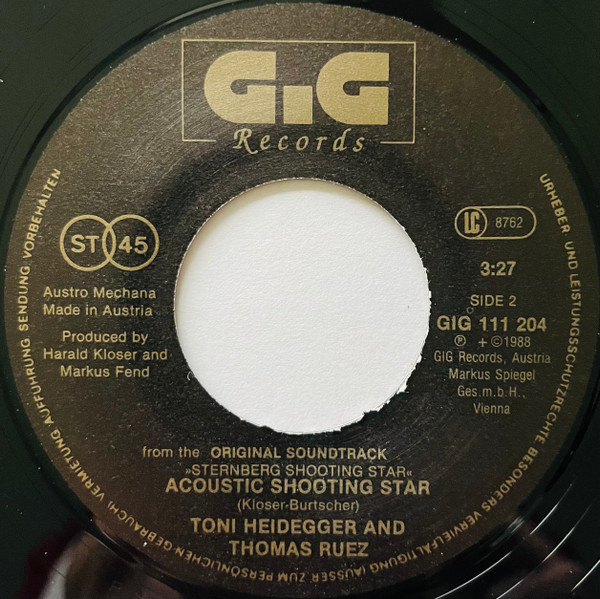 GiG
Records
ST 45
Austro Mechana
Made in Austria
Produced by
Harald Kloser and
Markus Fend
LC 8762
3:27
SIDE 2
GIG 111 204
Ⓟ + © 1988
GIG Records, Austria
Markus Spiegel
Ges.m.b.H.,
Vienna
from the ORIGINAL SOUNDTRACK
»STERNBERG SHOOTING STAR«
ACOUSTIC SHOOTING STAR
(Kloser-Burtscher)
TONI HEIDEGGER AND
THOMAS RUEZ
URHEBER- UND LEISTUNGSSCHUTZRECHTE BESONDERS VERVIELFÄLTIGUNG (AUSSER ZUM PERSÖNLICHEN GEBRAUCH) VERMIETUNG AUFFÜHRUNG SENDUNG VORBEHALTEN